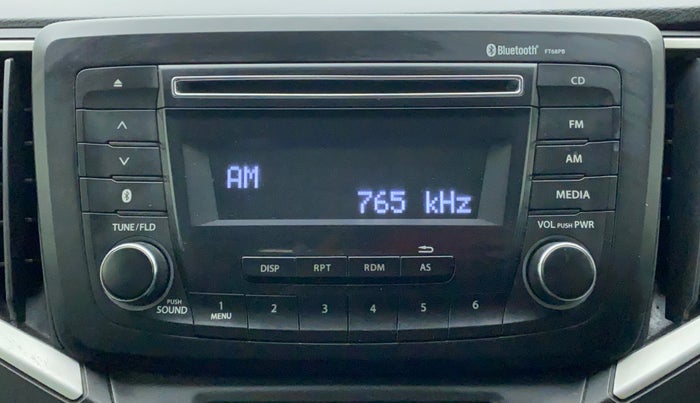 Bluetooth® FT68PB
CD
FM
AM
AM
765 kHz
MEDIA
TUNE/FLD
VOL PUSH PWR
DISP RPT RDM AS
PUSH
SOUND
1 2 3 4 5 6
MENU